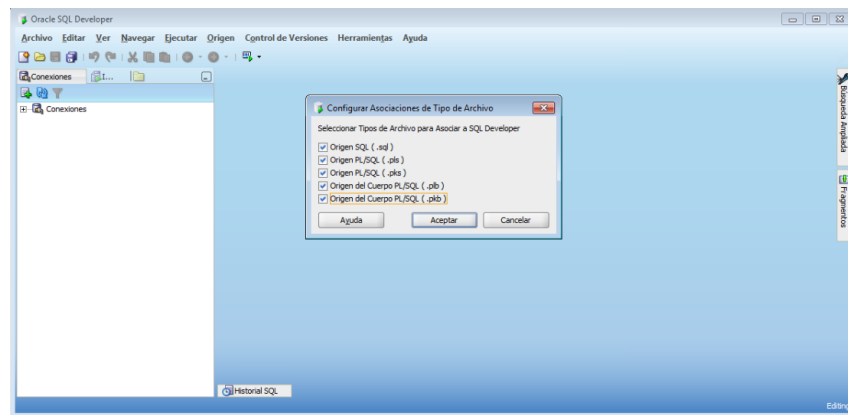 Oracle SQL Developer
Archivo Editar Ver Navegar Ejecutar Origen Control de Versiones Herramientas Ayuda
Conexiones I...
Conexiones
Configurar Asociaciones de Tipo de Archivo
Seleccionar Tipos de Archivo para Asociar a SQL Developer
Origen SQL ( .sql )
Origen PL/SQL ( .pls )
Origen PL/SQL ( .pks )
Origen del Cuerpo PL/SQL ( .plb )
Origen del Cuerpo PL/SQL ( .pkb )
Ayuda Aceptar Cancelar
Búsqueda Ampliada
Fragmentos
Historial SQL
Editing